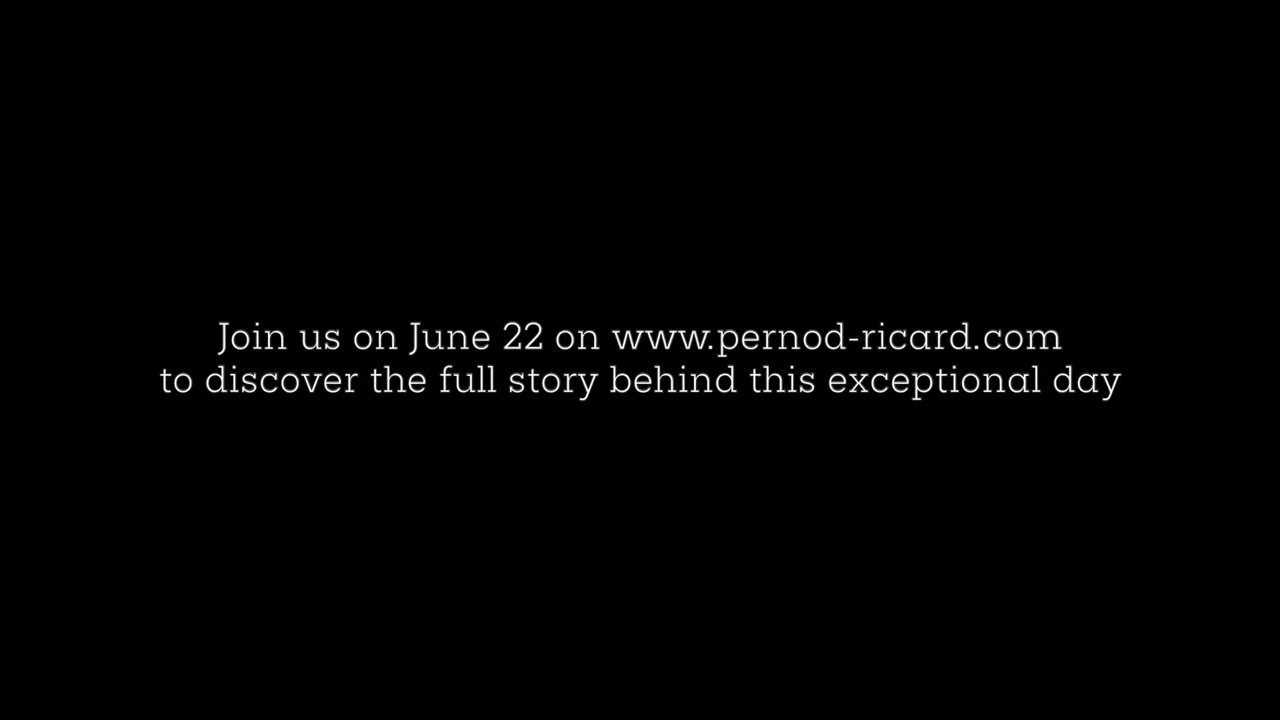 Join us on June 22 on www.pernod-ricard.com
to discover the full story behind this exceptional day